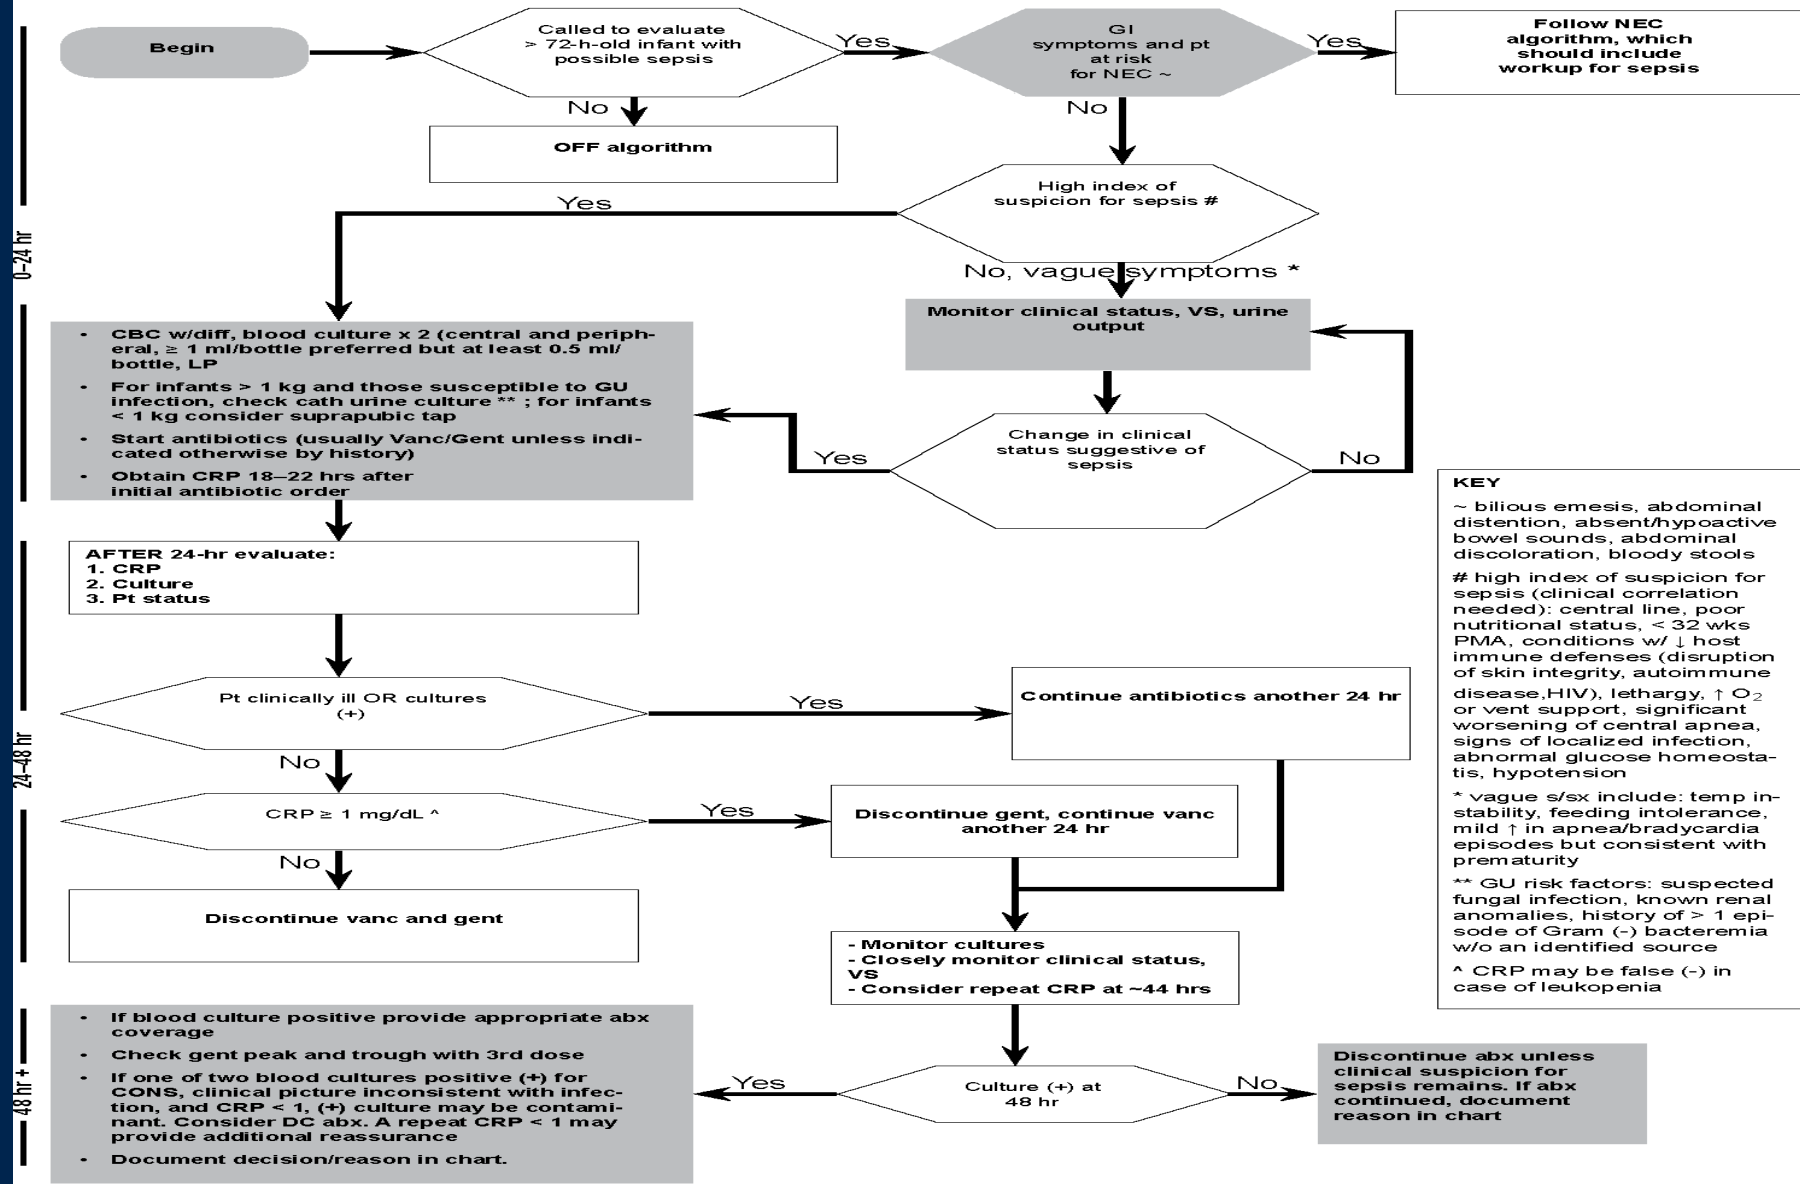 Begin
Called to evaluate
> 72-h-old infant with
possible sepsis
Yes
GI
symptoms and pt
at risk
for NEC ~
Yes
Follow NEC
algorithm, which
should include
workup for sepsis
No
No
OFF algorithm
High index of
suspicion for sepsis #
Yes
No, vague symptoms *
0–24 hr
Monitor clinical status, VS, urine
output
• CBC w/diff, blood culture x 2 (central and periph-
eral, ≥ 1 ml/bottle preferred but at least 0.5 ml/
bottle, LP
• For infants > 1 kg and those susceptible to GU
infection, check cath urine culture ** ; for infants
< 1 kg consider suprapubic tap
• Start antibiotics (usually Vanc/Gent unless indi-
cated otherwise by history)
• Obtain CRP 18–22 hrs after
initial antibiotic order
Change in clinical
status suggestive of
sepsis
Yes
No
AFTER 24-hr evaluate:
1. CRP
2. Culture
3. Pt status
Pt clinically ill OR cultures
(+)
Yes
Continue antibiotics another 24 hr
No
24–48 hr
CRP ≥ 1 mg/dL ^
Yes
Discontinue gent, continue vanc
another 24 hr
No
Discontinue vanc and gent
- Monitor cultures
- Closely monitor clinical status,
VS
- Consider repeat CRP at ~44 hrs
Culture (+) at
48 hr
Yes
No
48 hr +
• If blood culture positive provide appropriate abx
coverage
• Check gent peak and trough with 3rd dose
• If one of two blood cultures positive (+) for
CONS, clinical picture inconsistent with infec-
tion, and CRP < 1, (+) culture may be contami-
nant. Consider DC abx. A repeat CRP < 1 may
provide additional reassurance
• Document decision/reason in chart.
Discontinue abx unless
clinical suspicion for
sepsis remains. If abx
continued, document
reason in chart
KEY
~ bilious emesis, abdominal
distention, absent/hypoactive
bowel sounds, abdominal
discoloration, bloody stools
# high index of suspicion for
sepsis (clinical correlation
needed): central line, poor
nutritional status, < 32 wks
PMA, conditions w/ ↓ host
immune defenses (disruption
of skin integrity, autoimmune
disease,HIV), lethargy, ↑ O₂
or vent support, significant
worsening of central apnea,
signs of localized infection,
abnormal glucose homeosta-
tis, hypotension
* vague s/sx include: temp in-
stability, feeding intolerance,
mild ↑ in apnea/bradycardia
episodes but consistent with
prematurity
** GU risk factors: suspected
fungal infection, known renal
anomalies, history of > 1 epi-
sode of Gram (-) bacteremia
w/o an identified source
^ CRP may be false (-) in
case of leukopenia